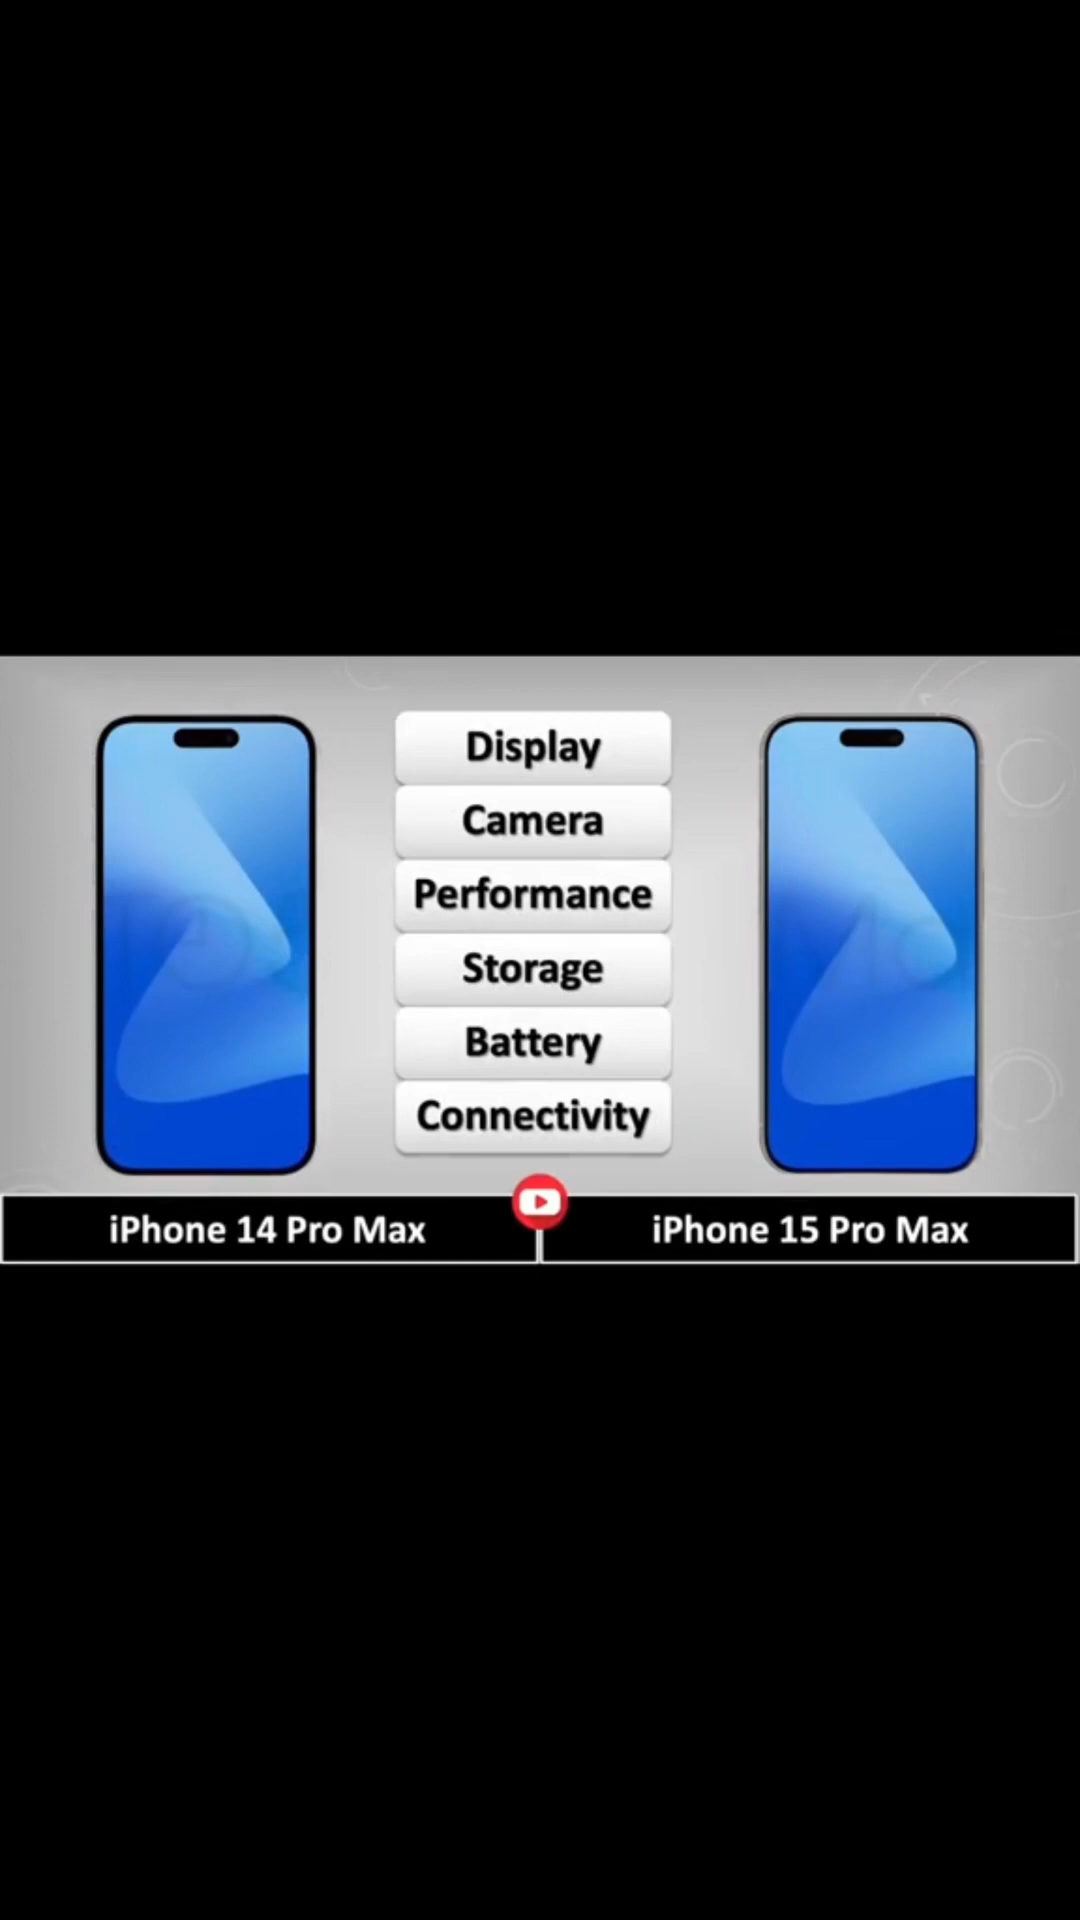 Display
Camera
Performance
Storage
Battery
Connectivity
iPhone 14 Pro Max
iPhone 15 Pro Max